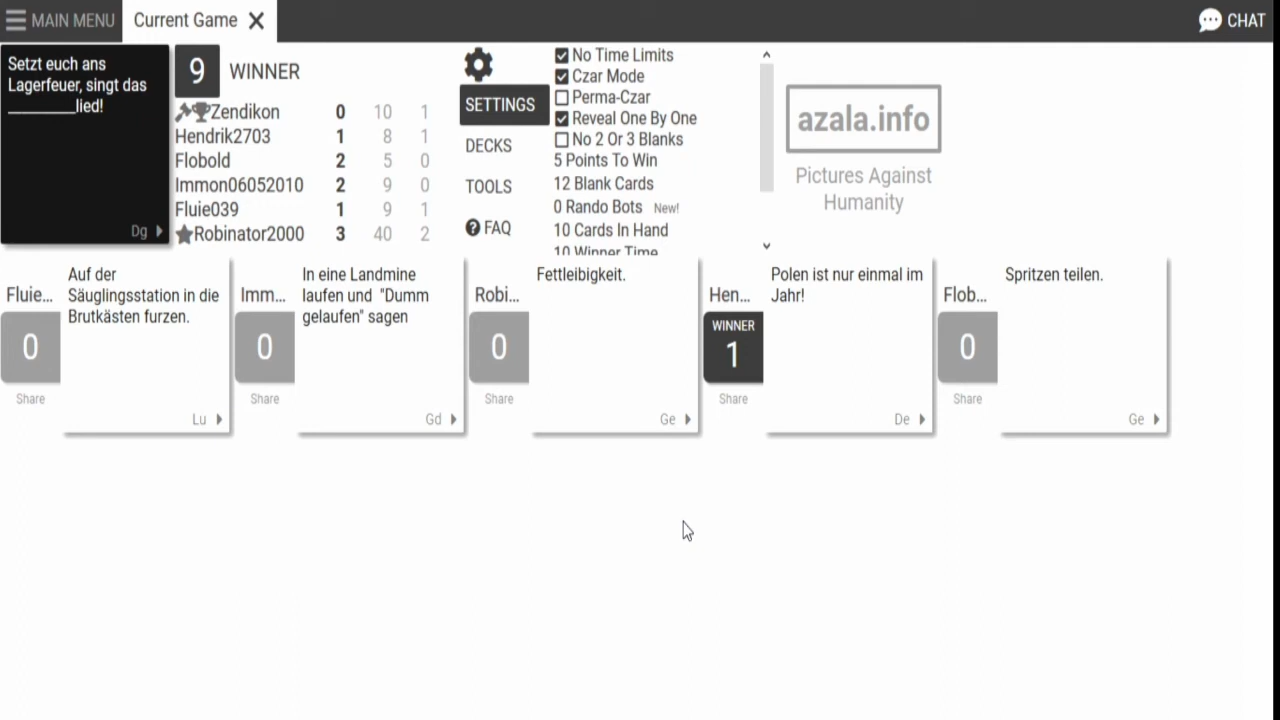 MAIN MENU
Current Game
CHAT
Setzt euch ans
Lagerfeuer, singt das
_________lied!
Dg
9 WINNER
Zendikon 0 10 1
Hendrik2703 1 8 1
Flobold 2 5 0
Immon06052010 2 9 0
Fluie039 1 9 1
Robinator2000 3 40 2
SETTINGS
DECKS
TOOLS
FAQ
No Time Limits
Czar Mode
Perma-Czar
Reveal One By One
No 2 Or 3 Blanks
5 Points To Win
12 Blank Cards
0 Rando Bots New!
10 Cards In Hand
10 Winner Time
azala.info
Pictures Against
Humanity
Fluie...
0
Share
Auf der
Säuglingsstation in die
Brutkästen furzen.
Lu
Imm...
0
Share
In eine Landmine
laufen und "Dumm
gelaufen" sagen
Gd
Robi...
0
Share
Fettleibigkeit.
Ge
Hen...
WINNER
1
Share
Polen ist nur einmal im
Jahr!
De
Flob...
0
Share
Spritzen teilen.
Ge